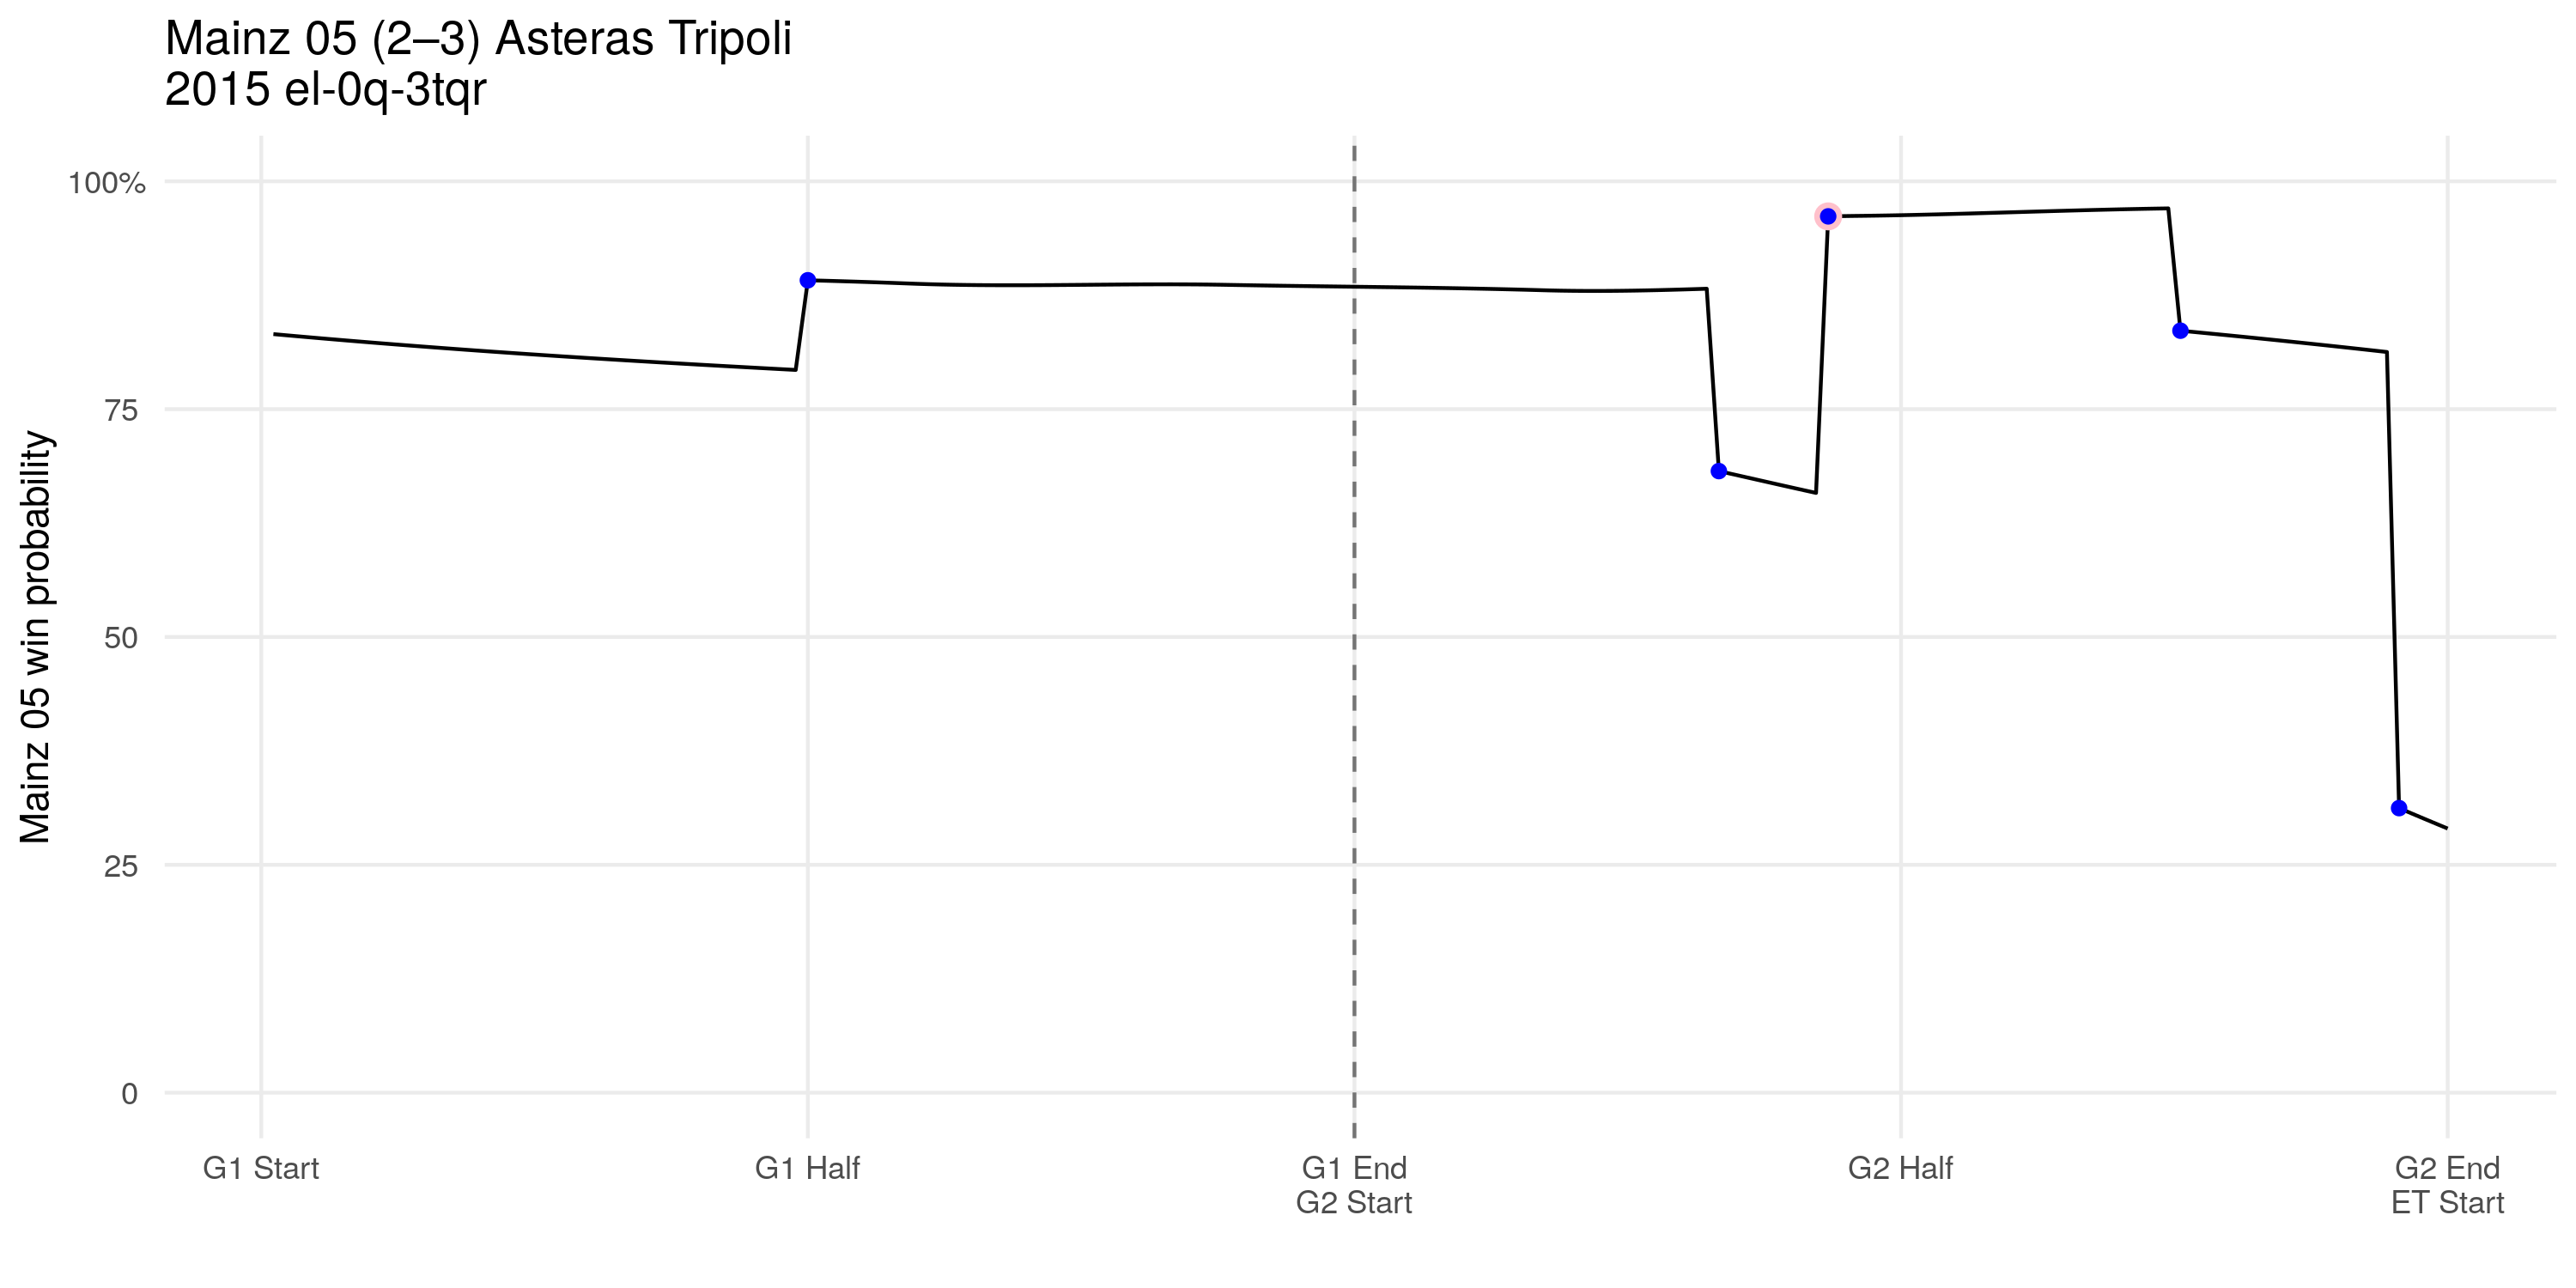 Mainz 05 (2–3) Asteras Tripoli
2015 el-0q-3tqr
Mainz 05 win probability
100%
75
50
25
0
G1 Start
G1 Half
G1 End
G2 Start
G2 Half
G2 End
ET Start